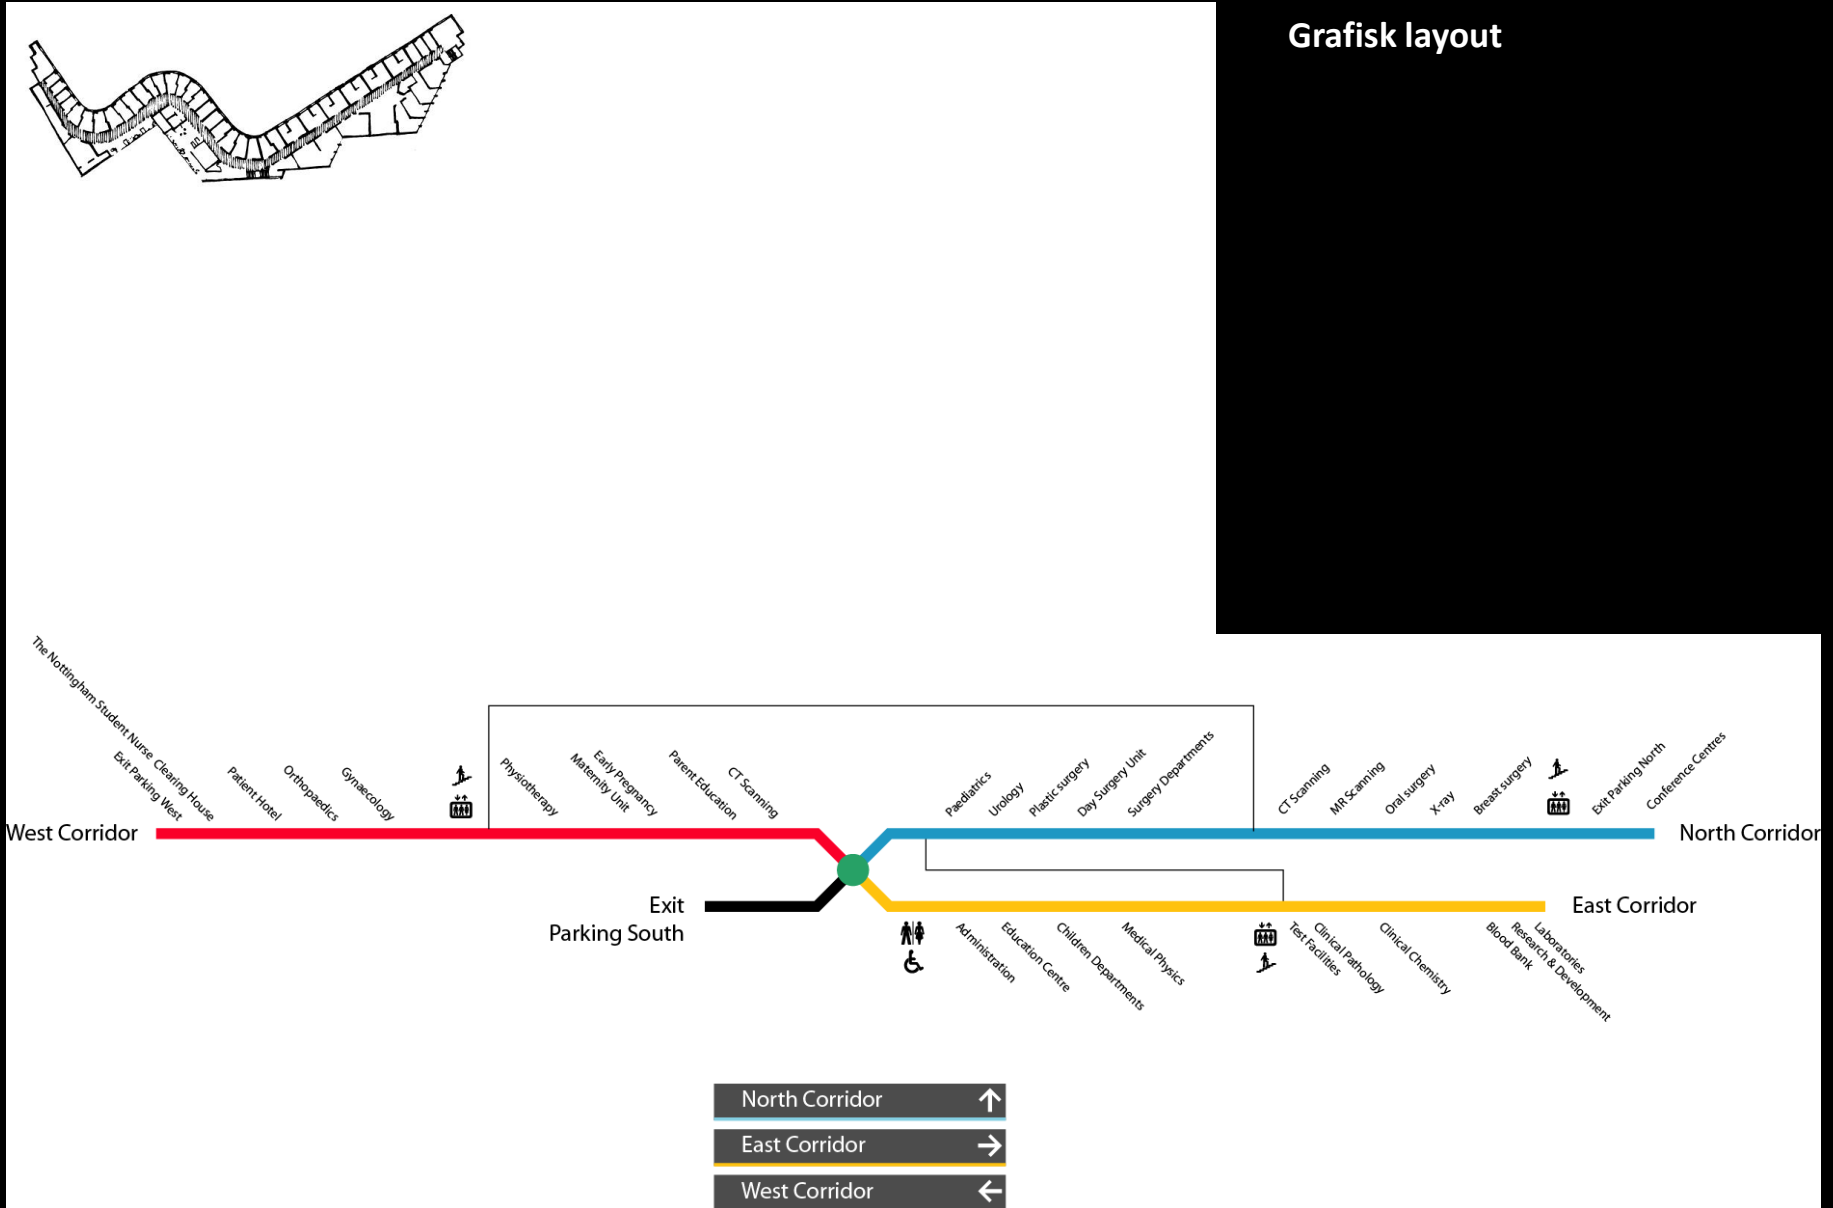 Grafisk layout
The Nottingham Student Nurse Clearing House
Exit Parking West
Patient Hotel
Orthopaedics
Gynaecology
Physiotherapy
Maternity Unit
Early Pregnancy
Parent Education
CT Scanning
Paediatrics
Urology
Plastic surgery
Day Surgery Unit
Surgery Departments
CT Scanning
MR Scanning
Oral surgery
X-ray
Breast surgery
Exit Parking North
Conference Centres
West Corridor
North Corridor
Exit
Parking South
East Corridor
Administration
Education Centre
Children Departments
Medical Physics
Test Facilities
Clinical Pathology
Clinical Chemistry
Blood Bank
Research & Development
Laboratories
North Corridor ↑
East Corridor →
West Corridor ←